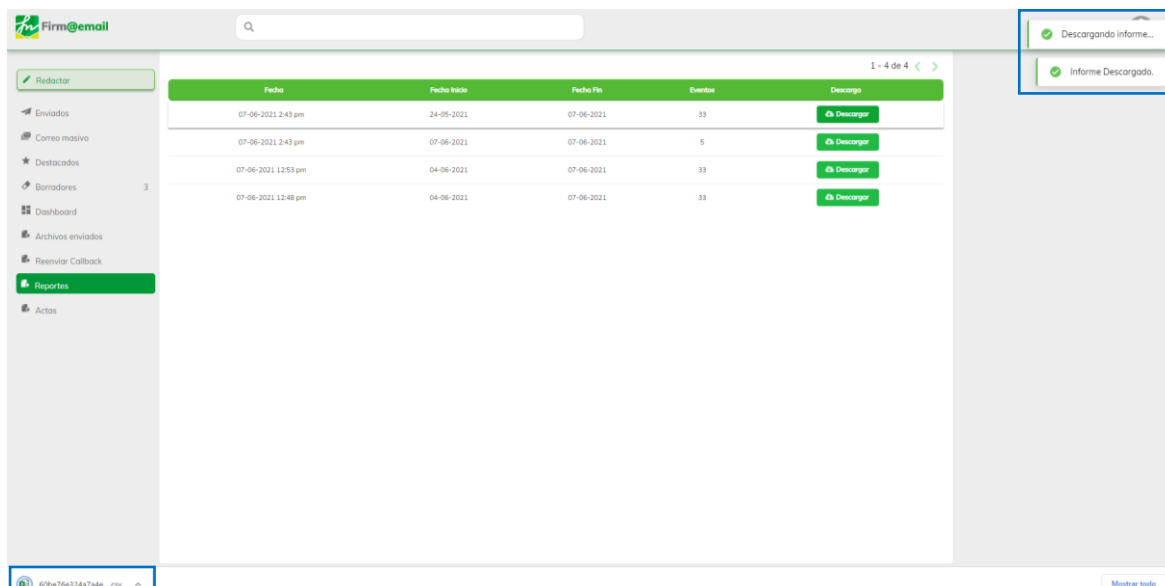 Firm@email
Descargando informe...
Informe Descargado.
1 - 4 de 4
Redactar
Enviados
Correo masivo
Destacados
Borradores 3
Dashboard
Archivos enviados
Reenviar Callback
Reportes
Actas
Fecha Fecha Inicio Fecha Fin Eventos Descarga
07-06-2021 2:43 pm 24-05-2021 07-06-2021 33 Descargar
07-06-2021 2:43 pm 07-06-2021 07-06-2021 5 Descargar
07-06-2021 12:53 pm 04-06-2021 07-06-2021 33 Descargar
07-06-2021 12:48 pm 04-06-2021 07-06-2021 33 Descargar
60be76e324a7a4e....csv
Mostrar todo